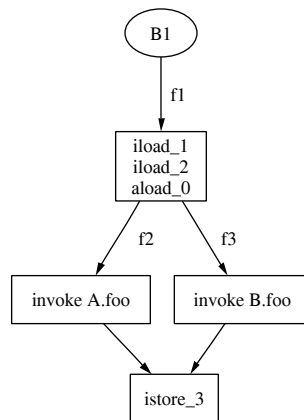 B1
f1
iload_1
iload_2
aload_0
f2
f3
invoke A.foo
invoke B.foo
istore_3